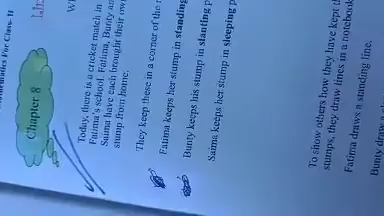 Mathematics For Class- II
Chapter 8
Today, there is a cricket match in
Fatima's school. Fatima, Bunty and
Saima have each brought their own
stump from home.
They keep these in a corner of the
Fatima keeps her stump in standing
Bunty keeps his stump in slanting
Saima keeps her stump in sleeping
To show others how they have kept
stumps, they draw lines in a notebook
Fatima draws a standing line.
Bunty draws a